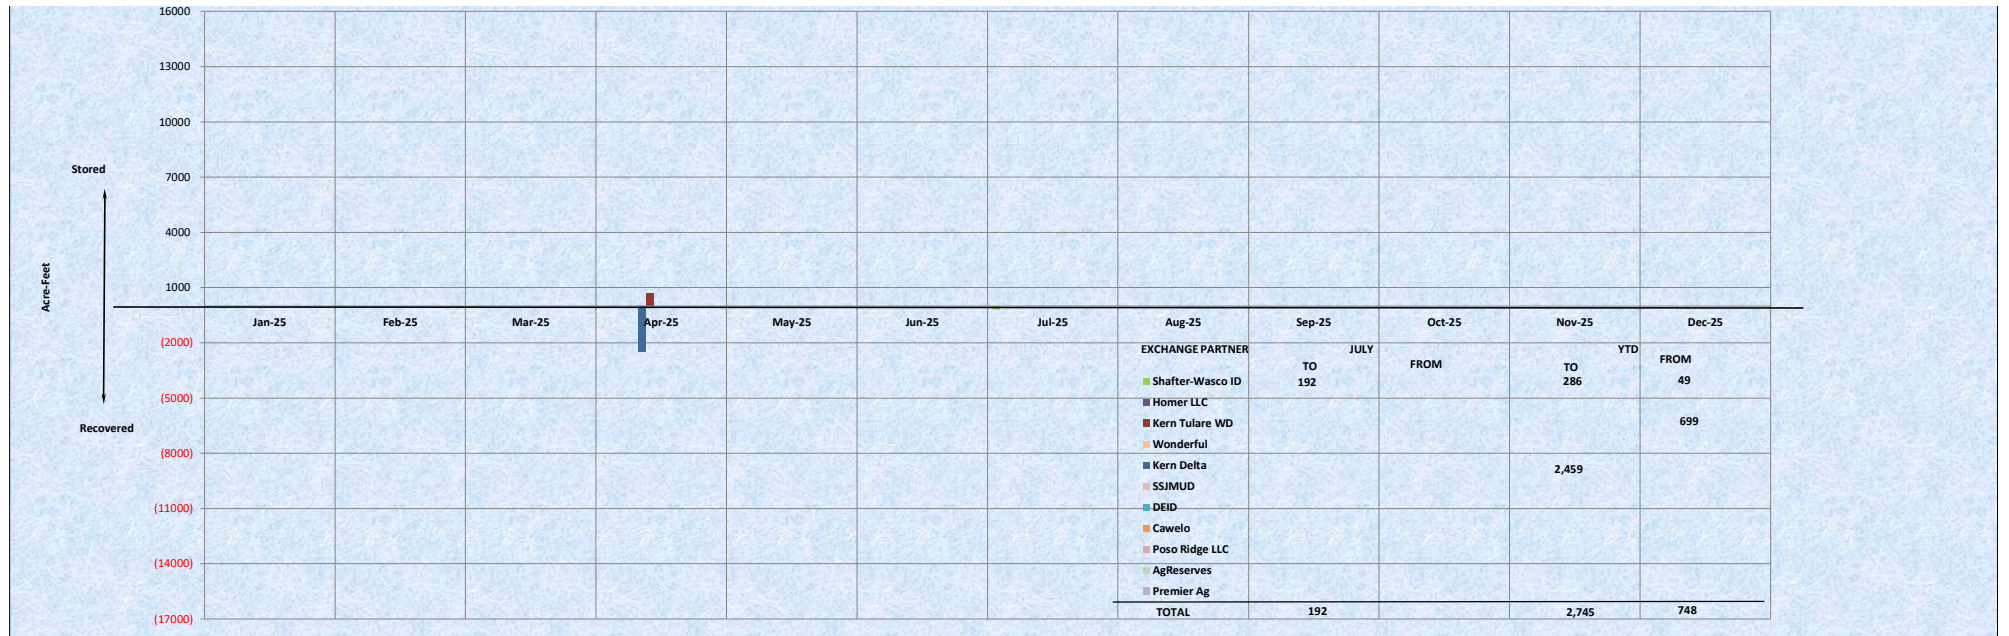 16000
13000
10000
7000
Stored
4000
Acre-Feet
1000
Jan-25 Feb-25 Mar-25 Apr-25 May-25 Jun-25 Jul-25 Aug-25 Sep-25 Oct-25 Nov-25 Dec-25
(2000)
(5000)
Recovered
(8000)
(11000)
(14000)
(17000)
EXCHANGE PARTNER JULY YTD
TO FROM TO FROM
Shafter-Wasco ID 192 286 49
Homer LLC
Kern Tulare WD 699
Wonderful
Kern Delta 2,459
SSJMUD
DEID
Cawelo
Poso Ridge LLC
AgReserves
Premier Ag
TOTAL 192 2,745 748